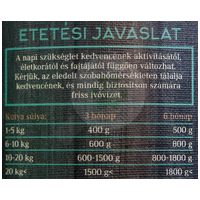 ETETÉSI JAVASLAT
A napi szükséglet kedvencének aktivitásától,
életkorától és fajtájától függően változhat.
Kérjük, az eledelt szobahőmérsékleten tálalja
kedvencének, és mindig biztosítson számára
friss ivóvizet.
Kutya súlya: 3 hónap 6 hónap
1-5 kg 400 g 500 g
6-10 kg 600 g 800 g
10-20 kg 600-1500 g 800-1800 g
20 kg< 1500 g< 1800 g<